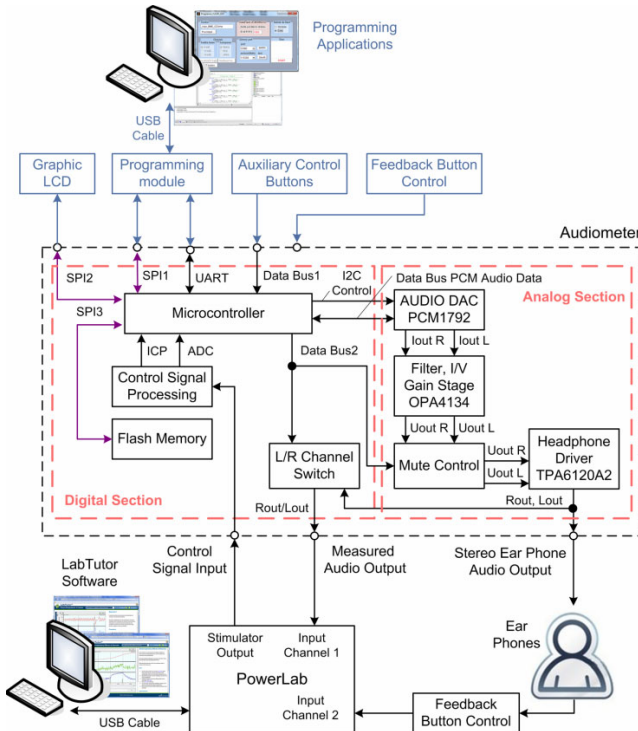 Programming
Applications
USB
Cable
Graphic
LCD
Programming
module
Auxiliary Control
Buttons
Feedback Button
Control
Audiometer
SPI2
SPI1
UART
Data Bus1
I2C
Control
Data Bus PCM Audio Data
Analog Section
SPI3
Microcontroller
AUDIO DAC
PCM1792
ICP
ADC
Data Bus2
Iout R
Iout L
Control Signal
Processing
Filter, I/V
Gain Stage
OPA4134
Flash Memory
Uout R
Uout L
L/R Channel
Switch
Mute Control
Uout R
Uout L
Headphone
Driver
TPA6120A2
Digital Section
Rout/Lout
Rout, Lout
LabTutor
Software
Control
Signal Input
Measured
Audio Output
Stereo Ear Phone
Audio Output
Stimulator
Output
Input
Channel 1
Ear
Phones
PowerLab
Input
Channel 2
Feedback
Button Control
USB Cable